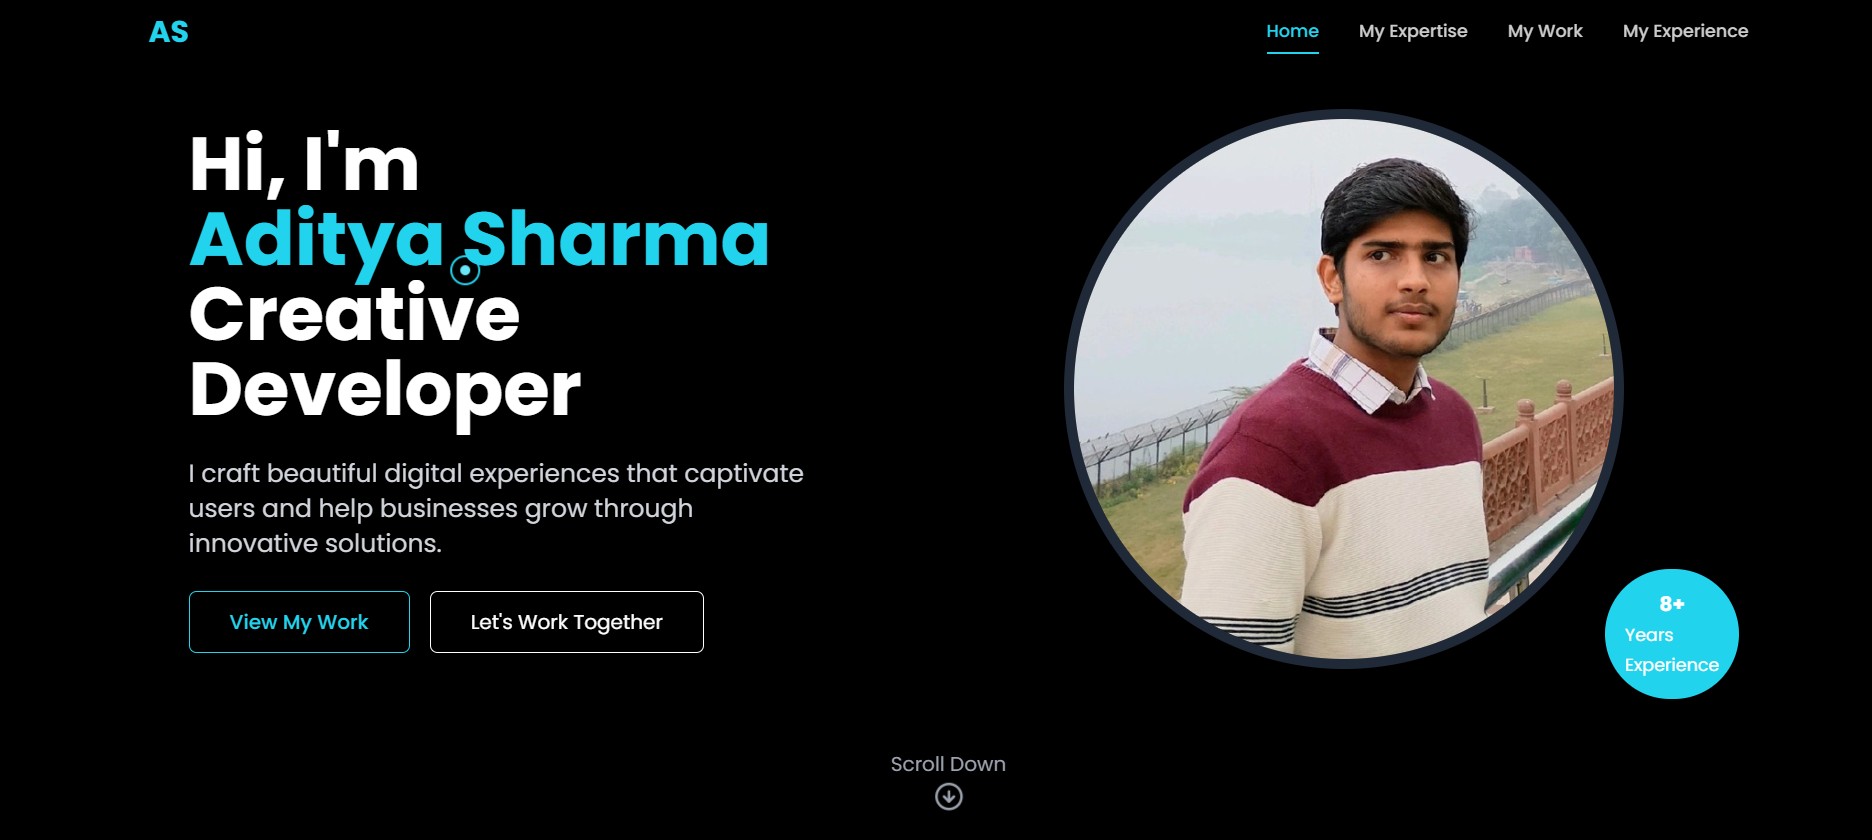 AS
Home
My Expertise
My Work
My Experience
Hi, I'm
Aditya Sharma
Creative
Developer
I craft beautiful digital experiences that captivate
users and help businesses grow through
innovative solutions.
View My Work
Let's Work Together
8+
Years
Experience
Scroll Down